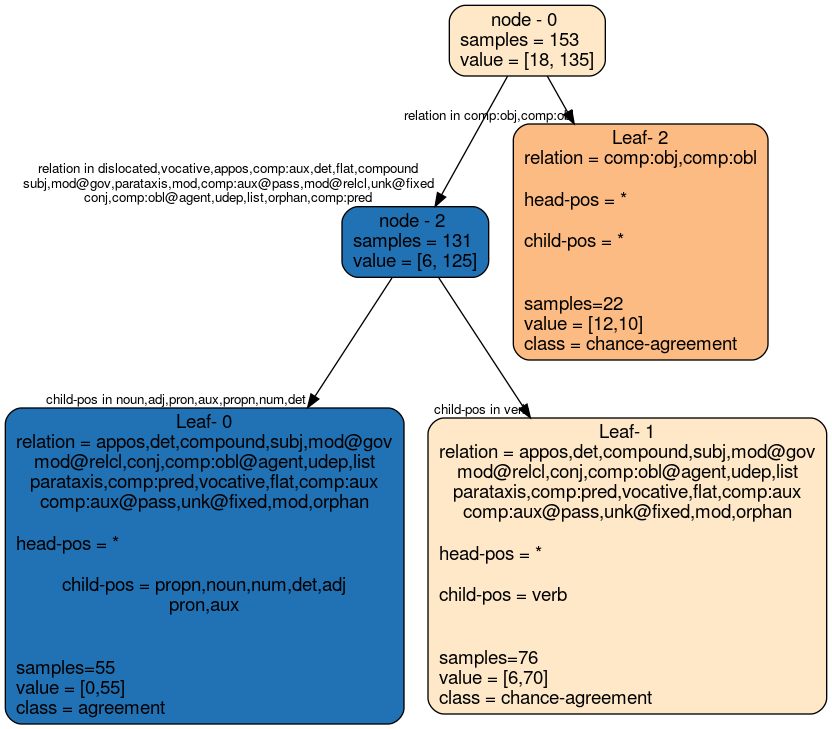 node - 0
samples = 153
value = [18, 135]
relation in comp:obj,comp:obl
Leaf- 2
relation = comp:obj,comp:obl
head-pos = *
child-pos = *
samples=22
value = [12,10]
class = chance-agreement
relation in dislocated,vocative,appos,comp:aux,det,flat,compound
subj,mod@gov,parataxis,mod,comp:aux@pass,mod@relcl,unk@fixed
conj,comp:obl@agent,udep,list,orphan,comp:pred
node - 2
samples = 131
value = [6, 125]
child-pos in noun,adj,pron,aux,propn,num,det
Leaf- 0
relation = appos,det,compound,subj,mod@gov
mod@relcl,conj,comp:obl@agent,udep,list
parataxis,comp:pred,vocative,flat,comp:aux
comp:aux@pass,unk@fixed,mod,orphan
head-pos = *
child-pos = propn,noun,num,det,adj
pron,aux
samples=55
value = [0,55]
class = agreement
child-pos in verb
Leaf- 1
relation = appos,det,compound,subj,mod@gov
mod@relcl,conj,comp:obl@agent,udep,list
parataxis,comp:pred,vocative,flat,comp:aux
comp:aux@pass,unk@fixed,mod,orphan
head-pos = *
child-pos = verb
samples=76
value = [6,70]
class = chance-agreement